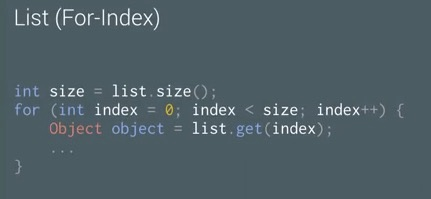 List (For-Index)
int size = list.size();
for (int index = 0; index < size; index++) {
Object object = list.get(index);
...
}